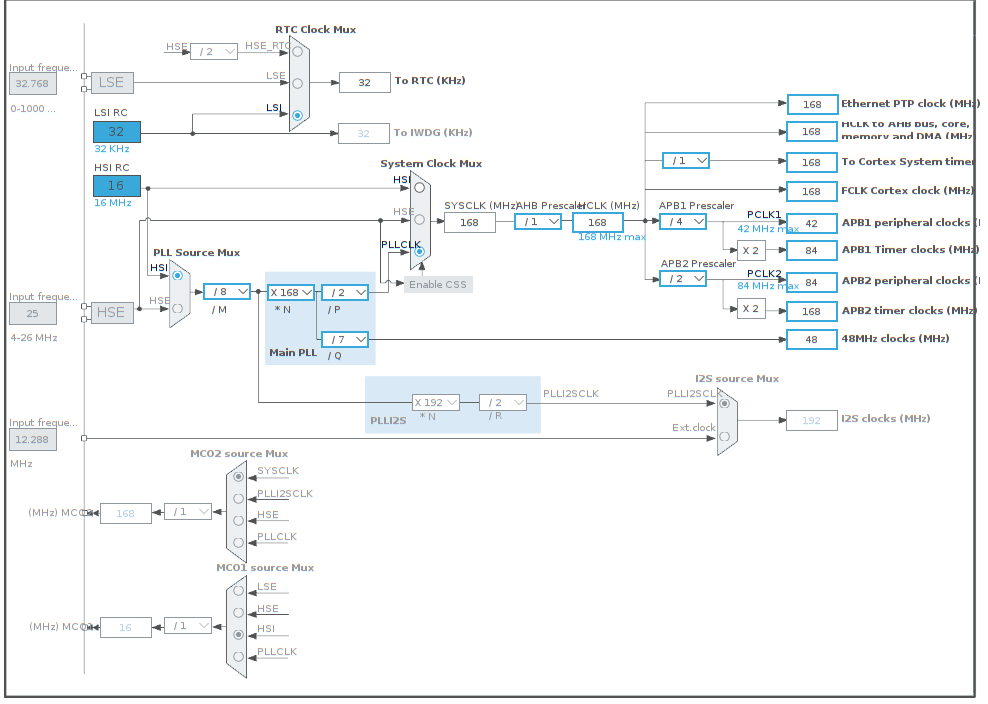 RTC Clock Mux
HSE
/ 2
HSE_RTC
Input freque...
32.768
LSE
LSE
32
To RTC (KHz)
0-1000 ...
LSI RC
LSI
32
32
To IWDG (KHz)
32 KHz
168
Ethernet PTP clock (MHz)
168
HCLK to AHB bus, core,
memory and DMA (MHz
HSI RC
System Clock Mux
/ 1
168
To Cortex System timer
16
HSI
16 MHz
168
FCLK Cortex clock (MHz)
HSE
SYSCLK (MHz)
AHB Prescaler
HCLK (MHz)
APB1 Prescaler
168
/ 1
168
/ 4
PCLK1
42
APB1 peripheral clocks (
168 MHz max
42 MHz max
PLLCLK
X 2
84
APB1 Timer clocks (MHz)
PLL Source Mux
HSI
APB2 Prescaler
Enable CSS
/ 2
PCLK2
84
APB2 peripheral clocks (
84 MHz max
Input freque...
25
HSE
HSE
/ 8
/ M
X 168
* N
/ 2
/ P
X 2
168
APB2 timer clocks (MHz)
4-26 MHz
/ 7
/ Q
Main PLL
48
48MHz clocks (MHz)
I2S source Mux
PLLI2SCLK
PLLI2SCLK
X 192
* N
/ 2
/ R
PLLI2S
192
I2S clocks (MHz)
Input freque...
12.288
MHz
Ext.clock
MCO2 source Mux
SYSCLK
PLLI2SCLK
HSE
PLLCLK
(MHz) MCO2
168
/ 1
MCO1 source Mux
LSE
HSE
HSI
PLLCLK
(MHz) MCO1
16
/ 1